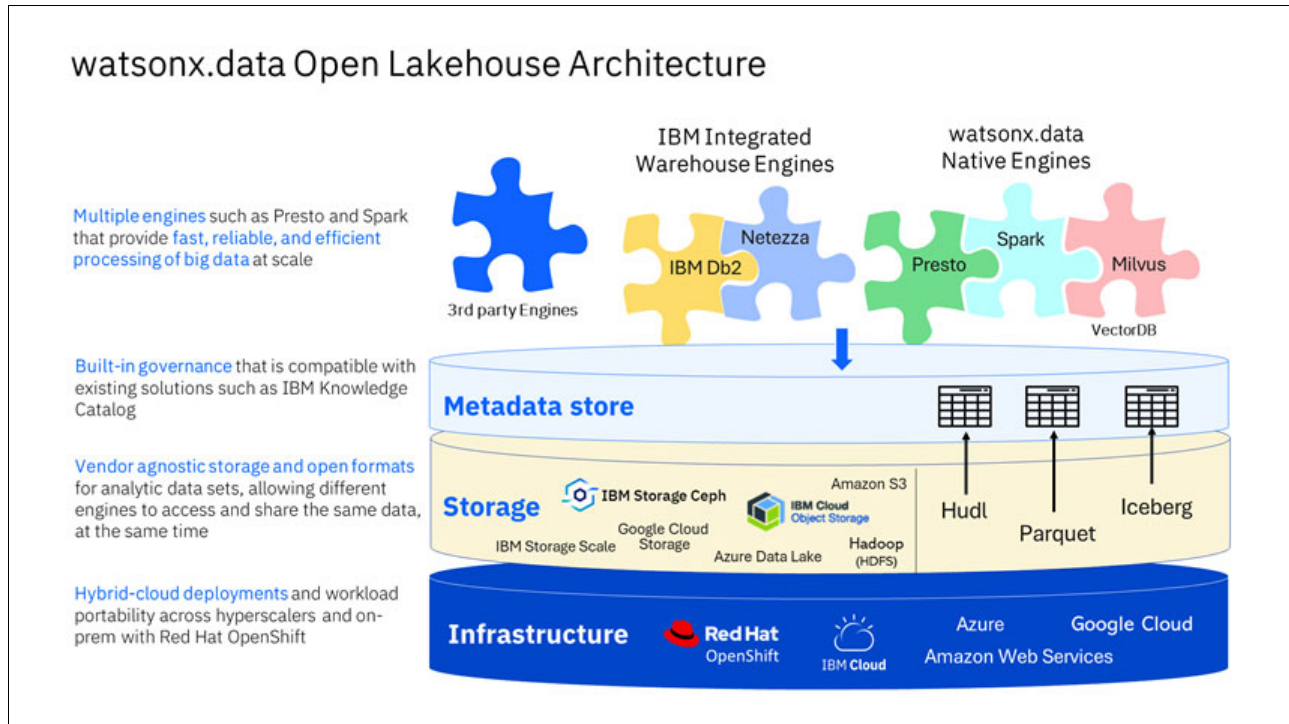 watsonx.data Open Lakehouse Architecture
IBM Integrated
Warehouse Engines
watsonx.data
Native Engines
Multiple engines such as Presto and Spark
that provide fast, reliable, and efficient
processing of big data at scale
3rd party Engines
IBM Db2
Netezza
Presto
Spark
Milvus
VectorDB
Built-in governance that is compatible with
existing solutions such as IBM Knowledge
Catalog
Metadata store
Vendor agnostic storage and open formats
for analytic data sets, allowing different
engines to access and share the same data,
at the same time
Storage
IBM Storage Ceph
IBM Cloud
Object Storage
Amazon S3
IBM Storage Scale
Google Cloud
Storage
Azure Data Lake
Hadoop
(HDFS)
Hudl
Parquet
Iceberg
Hybrid-cloud deployments and workload
portability across hyperscalers and on-
prem with Red Hat OpenShift
Infrastructure
Red Hat
OpenShift
IBM Cloud
Azure
Google Cloud
Amazon Web Services